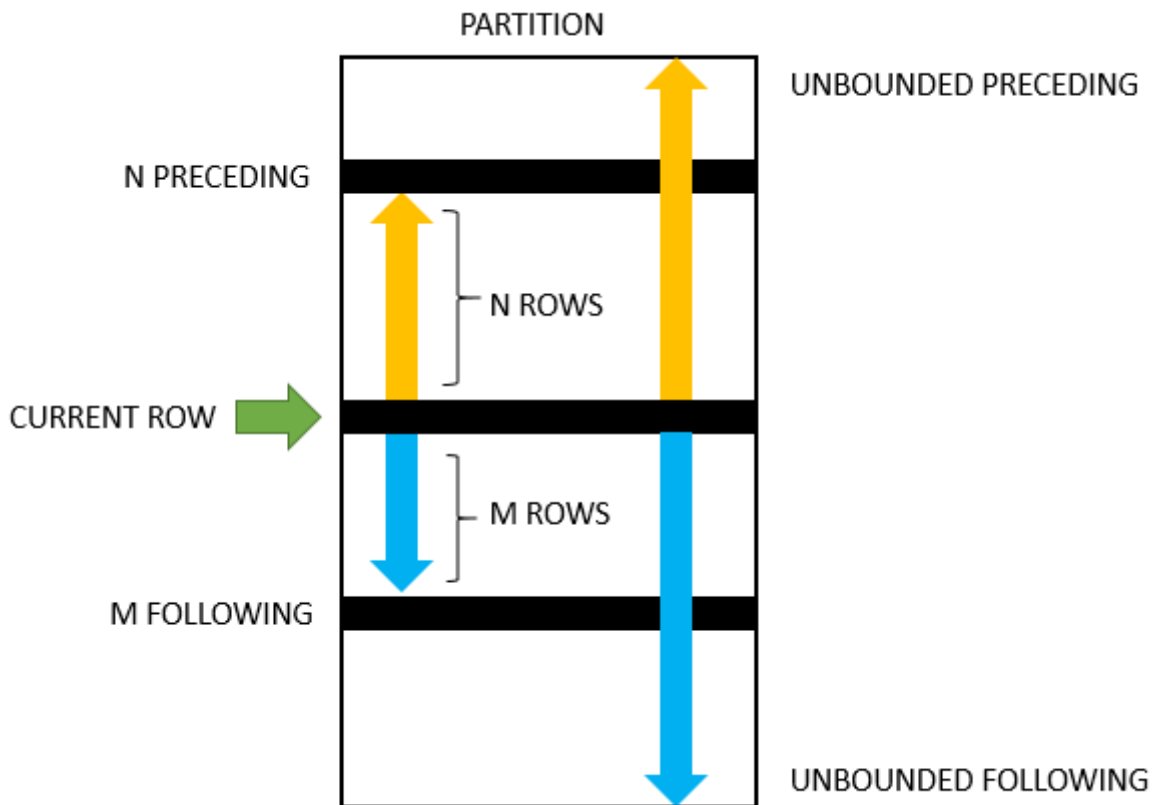 PARTITION
UNBOUNDED PRECEDING
N PRECEDING
N ROWS
CURRENT ROW
M ROWS
M FOLLOWING
UNBOUNDED FOLLOWING